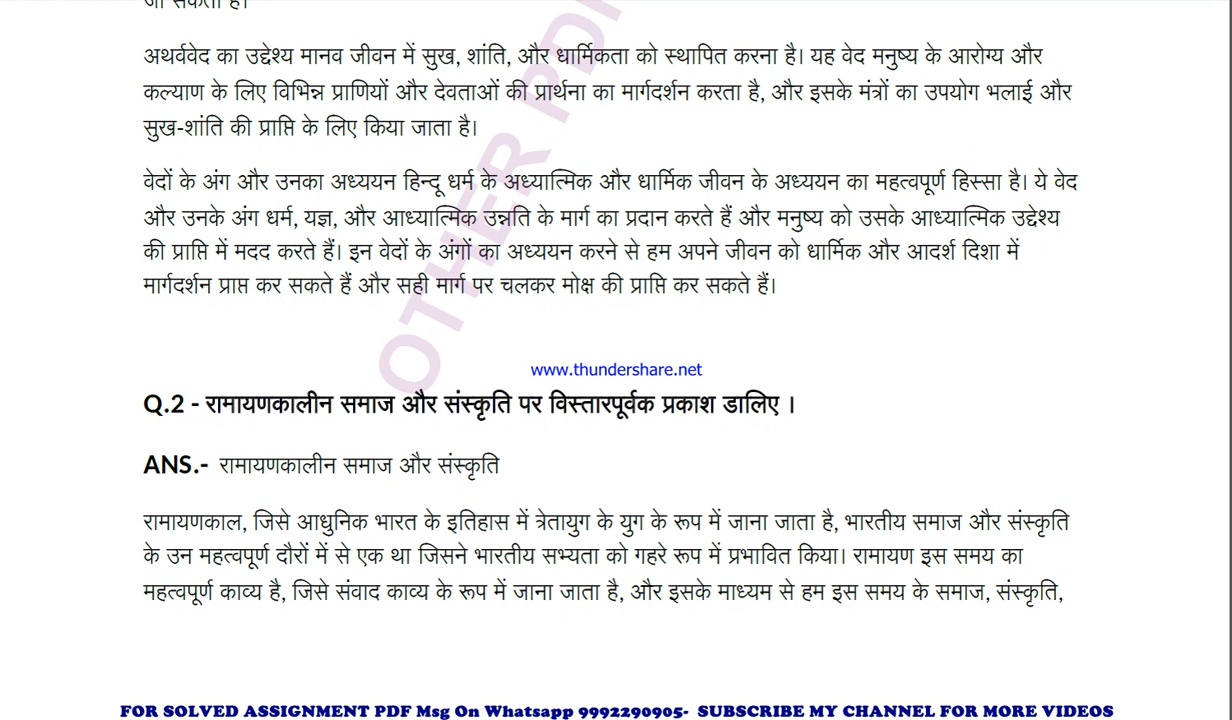 जा सकता है।
अथर्ववेद का उद्देश्य मानव जीवन में सुख, शांति, और धार्मिकता को स्थापित करना है। यह वेद मनुष्य के आरोग्य और
कल्याण के लिए विभिन्न प्राणियों और देवताओं की प्रार्थना का मार्गदर्शन करता है, और इसके मंत्रों का उपयोग भलाई और
सुख-शांति की प्राप्ति के लिए किया जाता है।
वेदों के अंग और उनका अध्ययन हिन्दू धर्म के अध्यात्मिक और धार्मिक जीवन के अध्ययन का महत्वपूर्ण हिस्सा है। ये वेद
और उनके अंग धर्म, यज्ञ, और आध्यात्मिक उन्नति के मार्ग का प्रदान करते हैं और मनुष्य को उसके आध्यात्मिक उद्देश्य
की प्राप्ति में मदद करते हैं। इन वेदों के अंगों का अध्ययन करने से हम अपने जीवन को धार्मिक और आदर्श दिशा में
मार्गदर्शन प्राप्त कर सकते हैं और सही मार्ग पर चलकर मोक्ष की प्राप्ति कर सकते हैं।
OTHER PDF
www.thundershare.net
Q.2 - रामायणकालीन समाज और संस्कृति पर विस्तारपूर्वक प्रकाश डालिए ।
ANS.- रामायणकालीन समाज और संस्कृति
रामायणकाल, जिसे आधुनिक भारत के इतिहास में त्रेतायुग के युग के रूप में जाना जाता है, भारतीय समाज और संस्कृति
के उन महत्वपूर्ण दौरों में से एक था जिसने भारतीय सभ्यता को गहरे रूप में प्रभावित किया। रामायण इस समय का
महत्वपूर्ण काव्य है, जिसे संवाद काव्य के रूप में जाना जाता है, और इसके माध्यम से हम इस समय के समाज, संस्कृति,
FOR SOLVED ASSIGNMENT PDF Msg On Whatsapp 9992290905- SUBSCRIBE MY CHANNEL FOR MORE VIDEOS